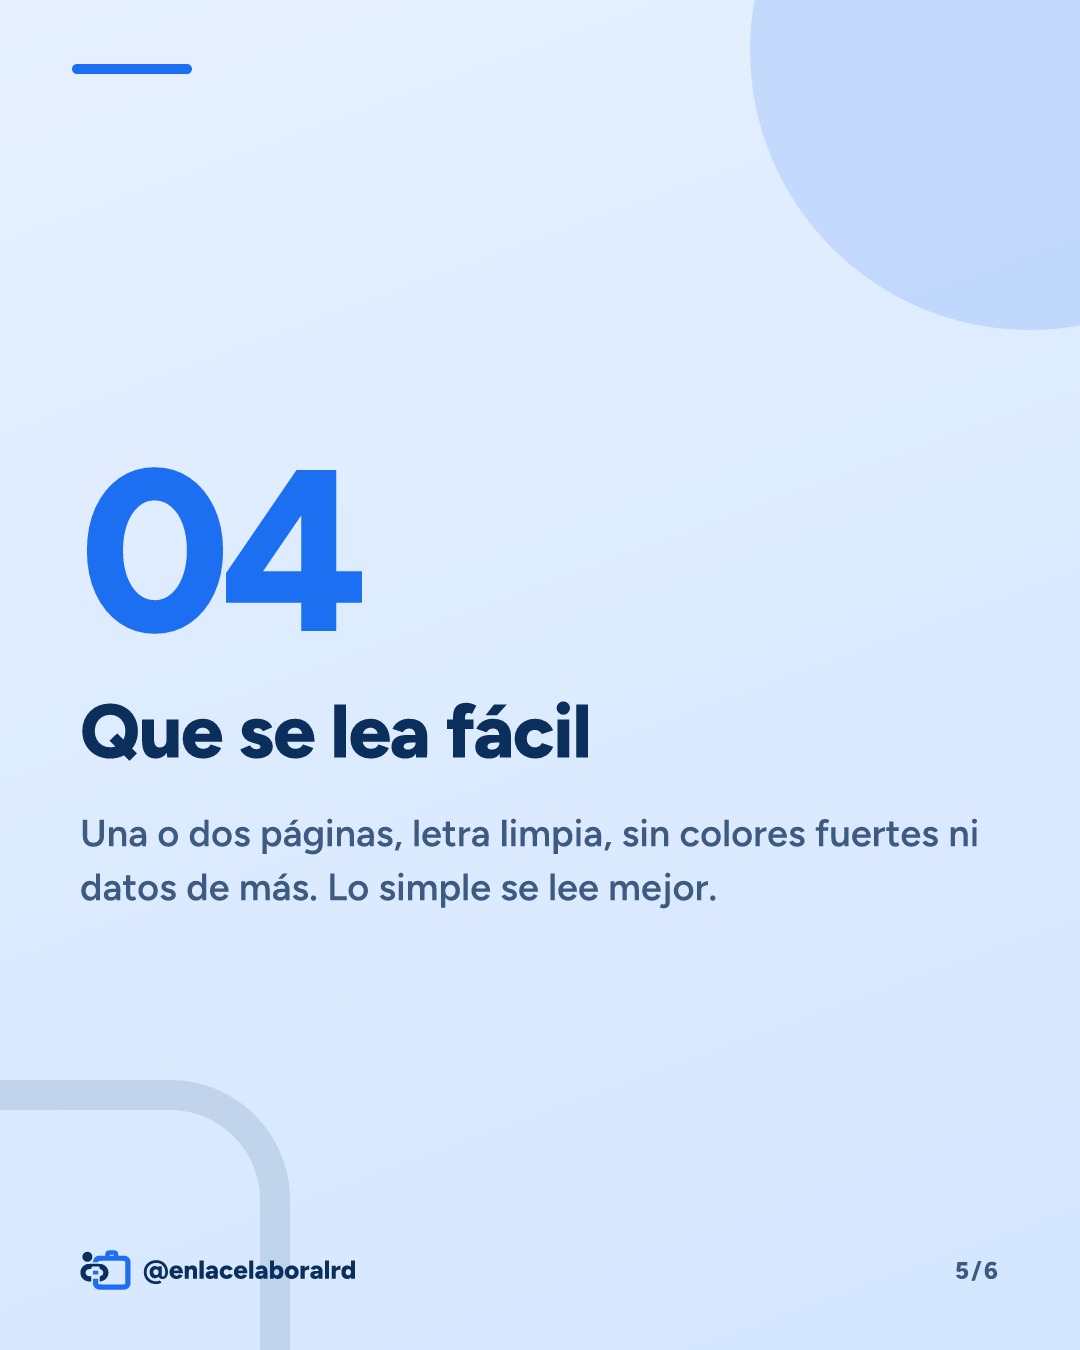 04
Que se lea fácil
Una o dos páginas, letra limpia, sin colores fuertes ni
datos de más. Lo simple se lee mejor.
@enlacelaboralrd
5/6